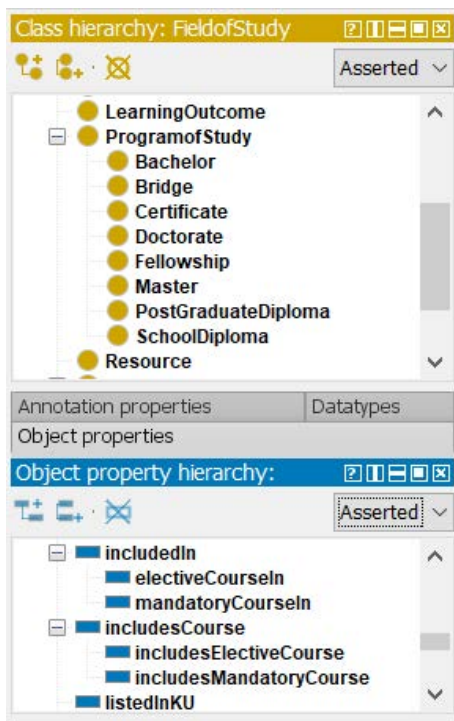 Class hierarchy: FieldofStudy
Asserted
LearningOutcome
ProgramofStudy
Bachelor
Bridge
Certificate
Doctorate
Fellowship
Master
PostGraduateDiploma
SchoolDiploma
Resource
Annotation properties Datatypes
Object properties
Object property hierarchy:
Asserted
includedIn
electiveCourseIn
mandatoryCourseIn
includesCourse
includesElectiveCourse
includesMandatoryCourse
listedInKU